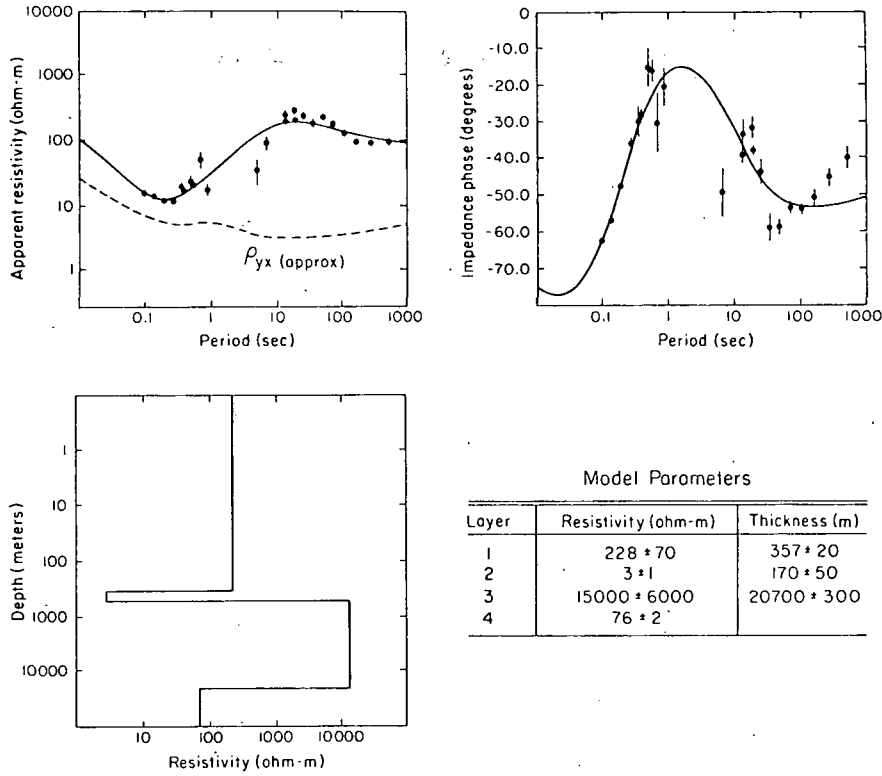 10000
1000
100
10
1
Apparent resistivity (ohm-m)
ρyx (approx)
0.1 1 10 100 1000
Period (sec)
0
-10.0
-20.0
-30.0
-40.0
-50.0
-60.0
-70.0
Impedance phase (degrees)
0.1 1 10 100 1000
Period (sec)
1
10
100
1000
10000
Depth (meters)
10 100 1000 10000
Resistivity (ohm-m)
Model Parameters
Layer Resistivity (ohm-m) Thickness (m)
1 228 ± 70 357 ± 20
2 3 ± 1 170 ± 50
3 15000 ± 6000 20700 ± 300
4 76 ± 2